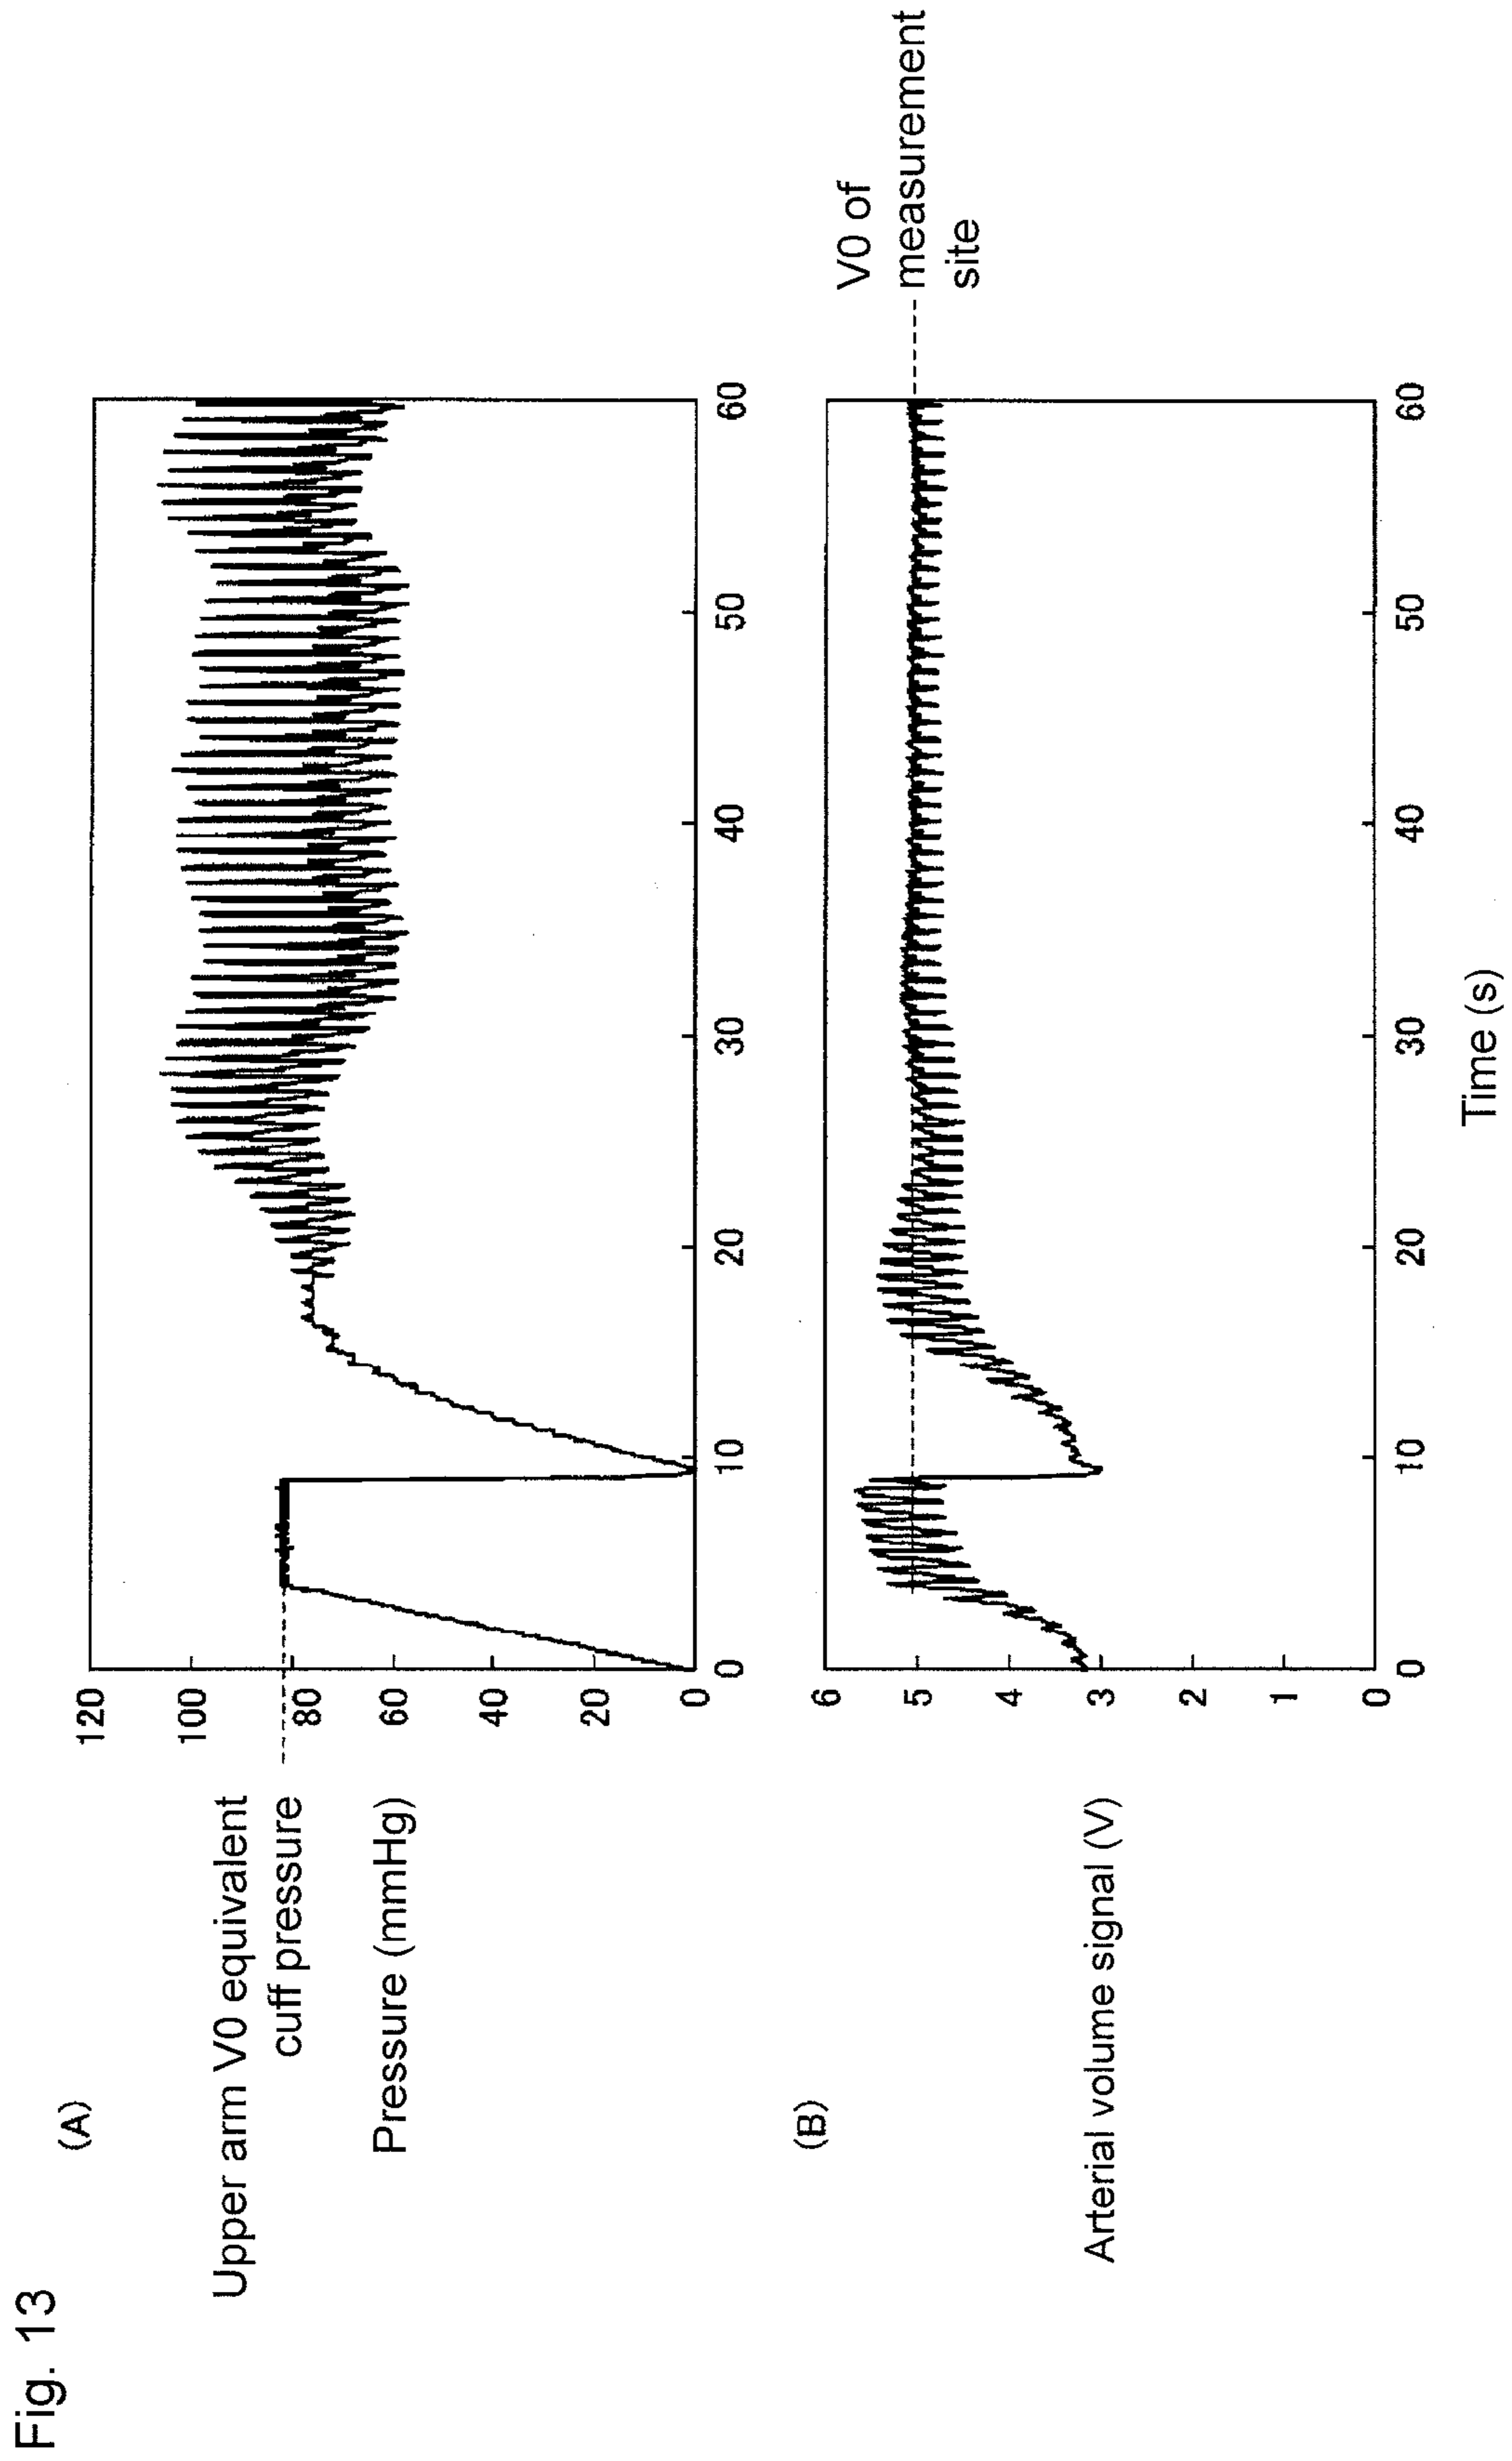 Fig. 13
(A)
Upper arm V0 equivalent
cuff pressure
Pressure (mmHg)
120
100
80
60
40
20
0
0 10 20 30 40 50 60
(B)
Arterial volume signal (V)
6
5
4
3
2
1
0
0 10 20 30 40 50 60
V0 of
measurement
site
Time (s)